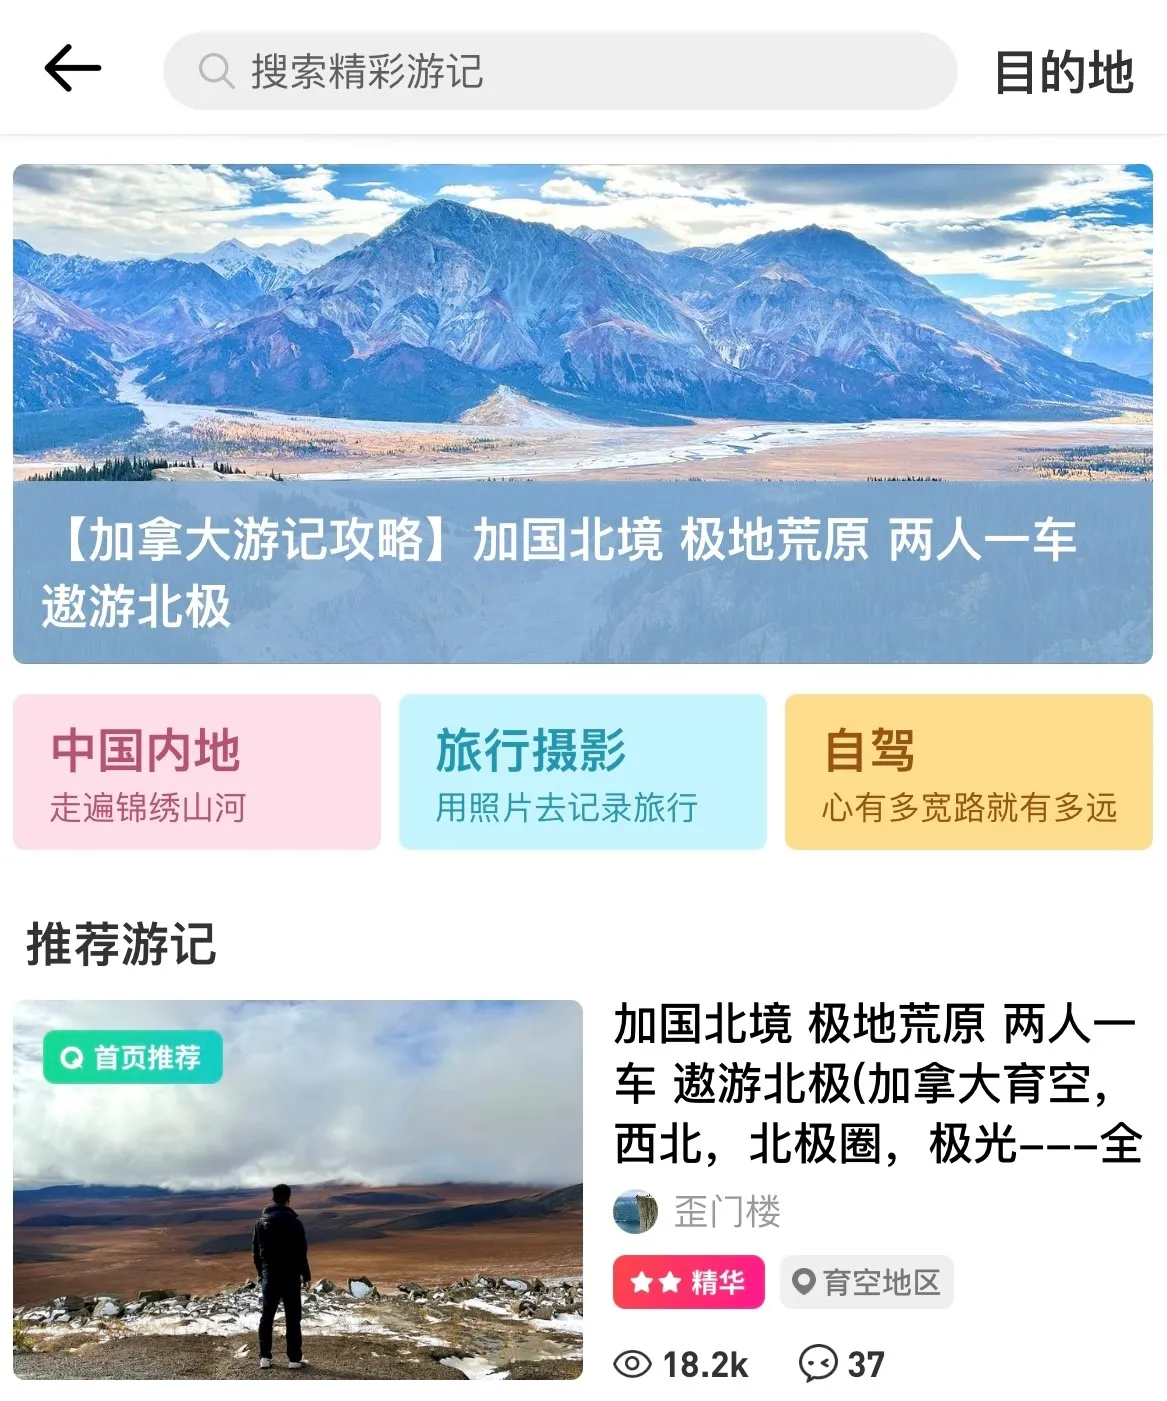 搜索精彩游记
目的地
【加拿大游记攻略】加国北境 极地荒原 两人一车
遨游北极
中国内地
走遍锦绣山河
旅行摄影
用照片去记录旅行
自驾
心有多宽路就有多远
推荐游记
首页推荐
加国北境 极地荒原 两人一
车 遨游北极(加拿大育空，
西北，北极圈，极光---全
歪门楼
精华
育空地区
18.2k
37